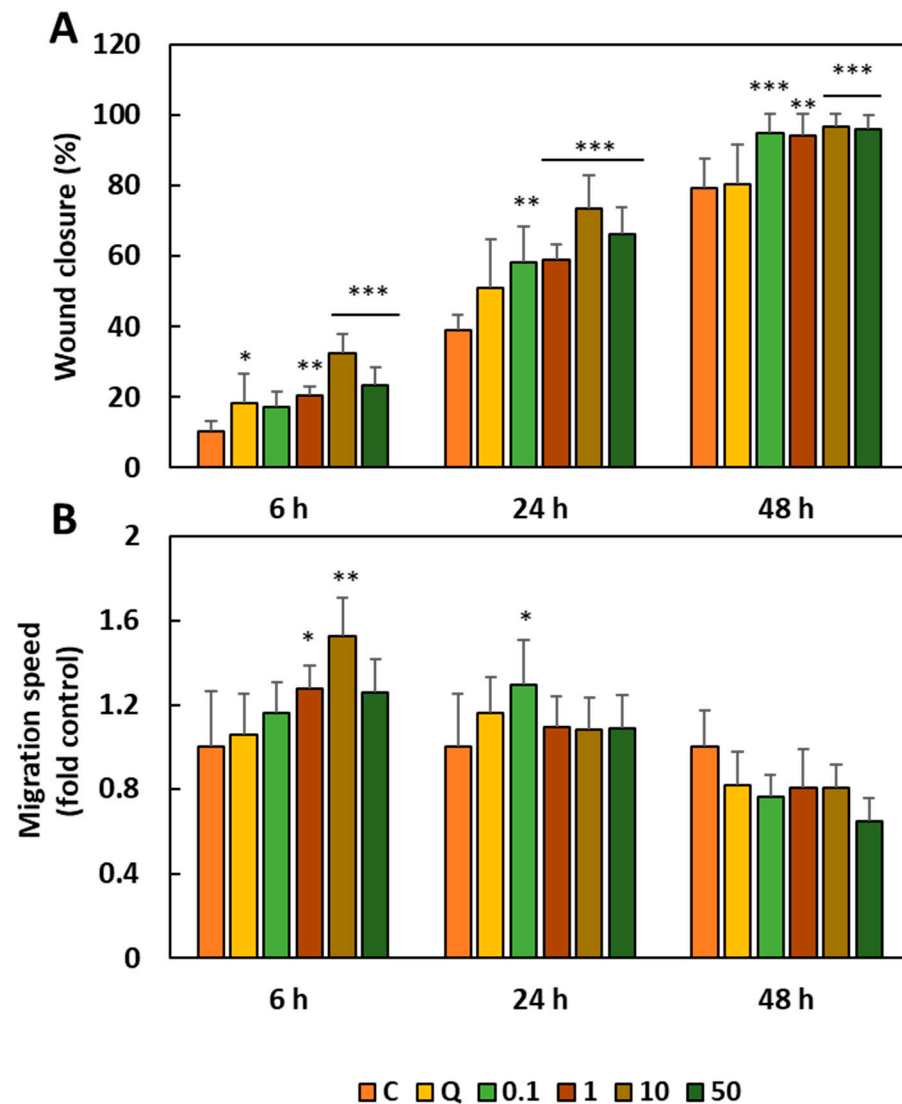 A
120
100
80
60
40
20
0
Wound closure (%)
*
**
***
**
***
***
**
***
6 h
24 h
48 h
B
2
1.6
1.2
0.8
0.4
0
Migration speed
(fold control)
*
**
*
6 h
24 h
48 h
C Q 0.1 1 10 50